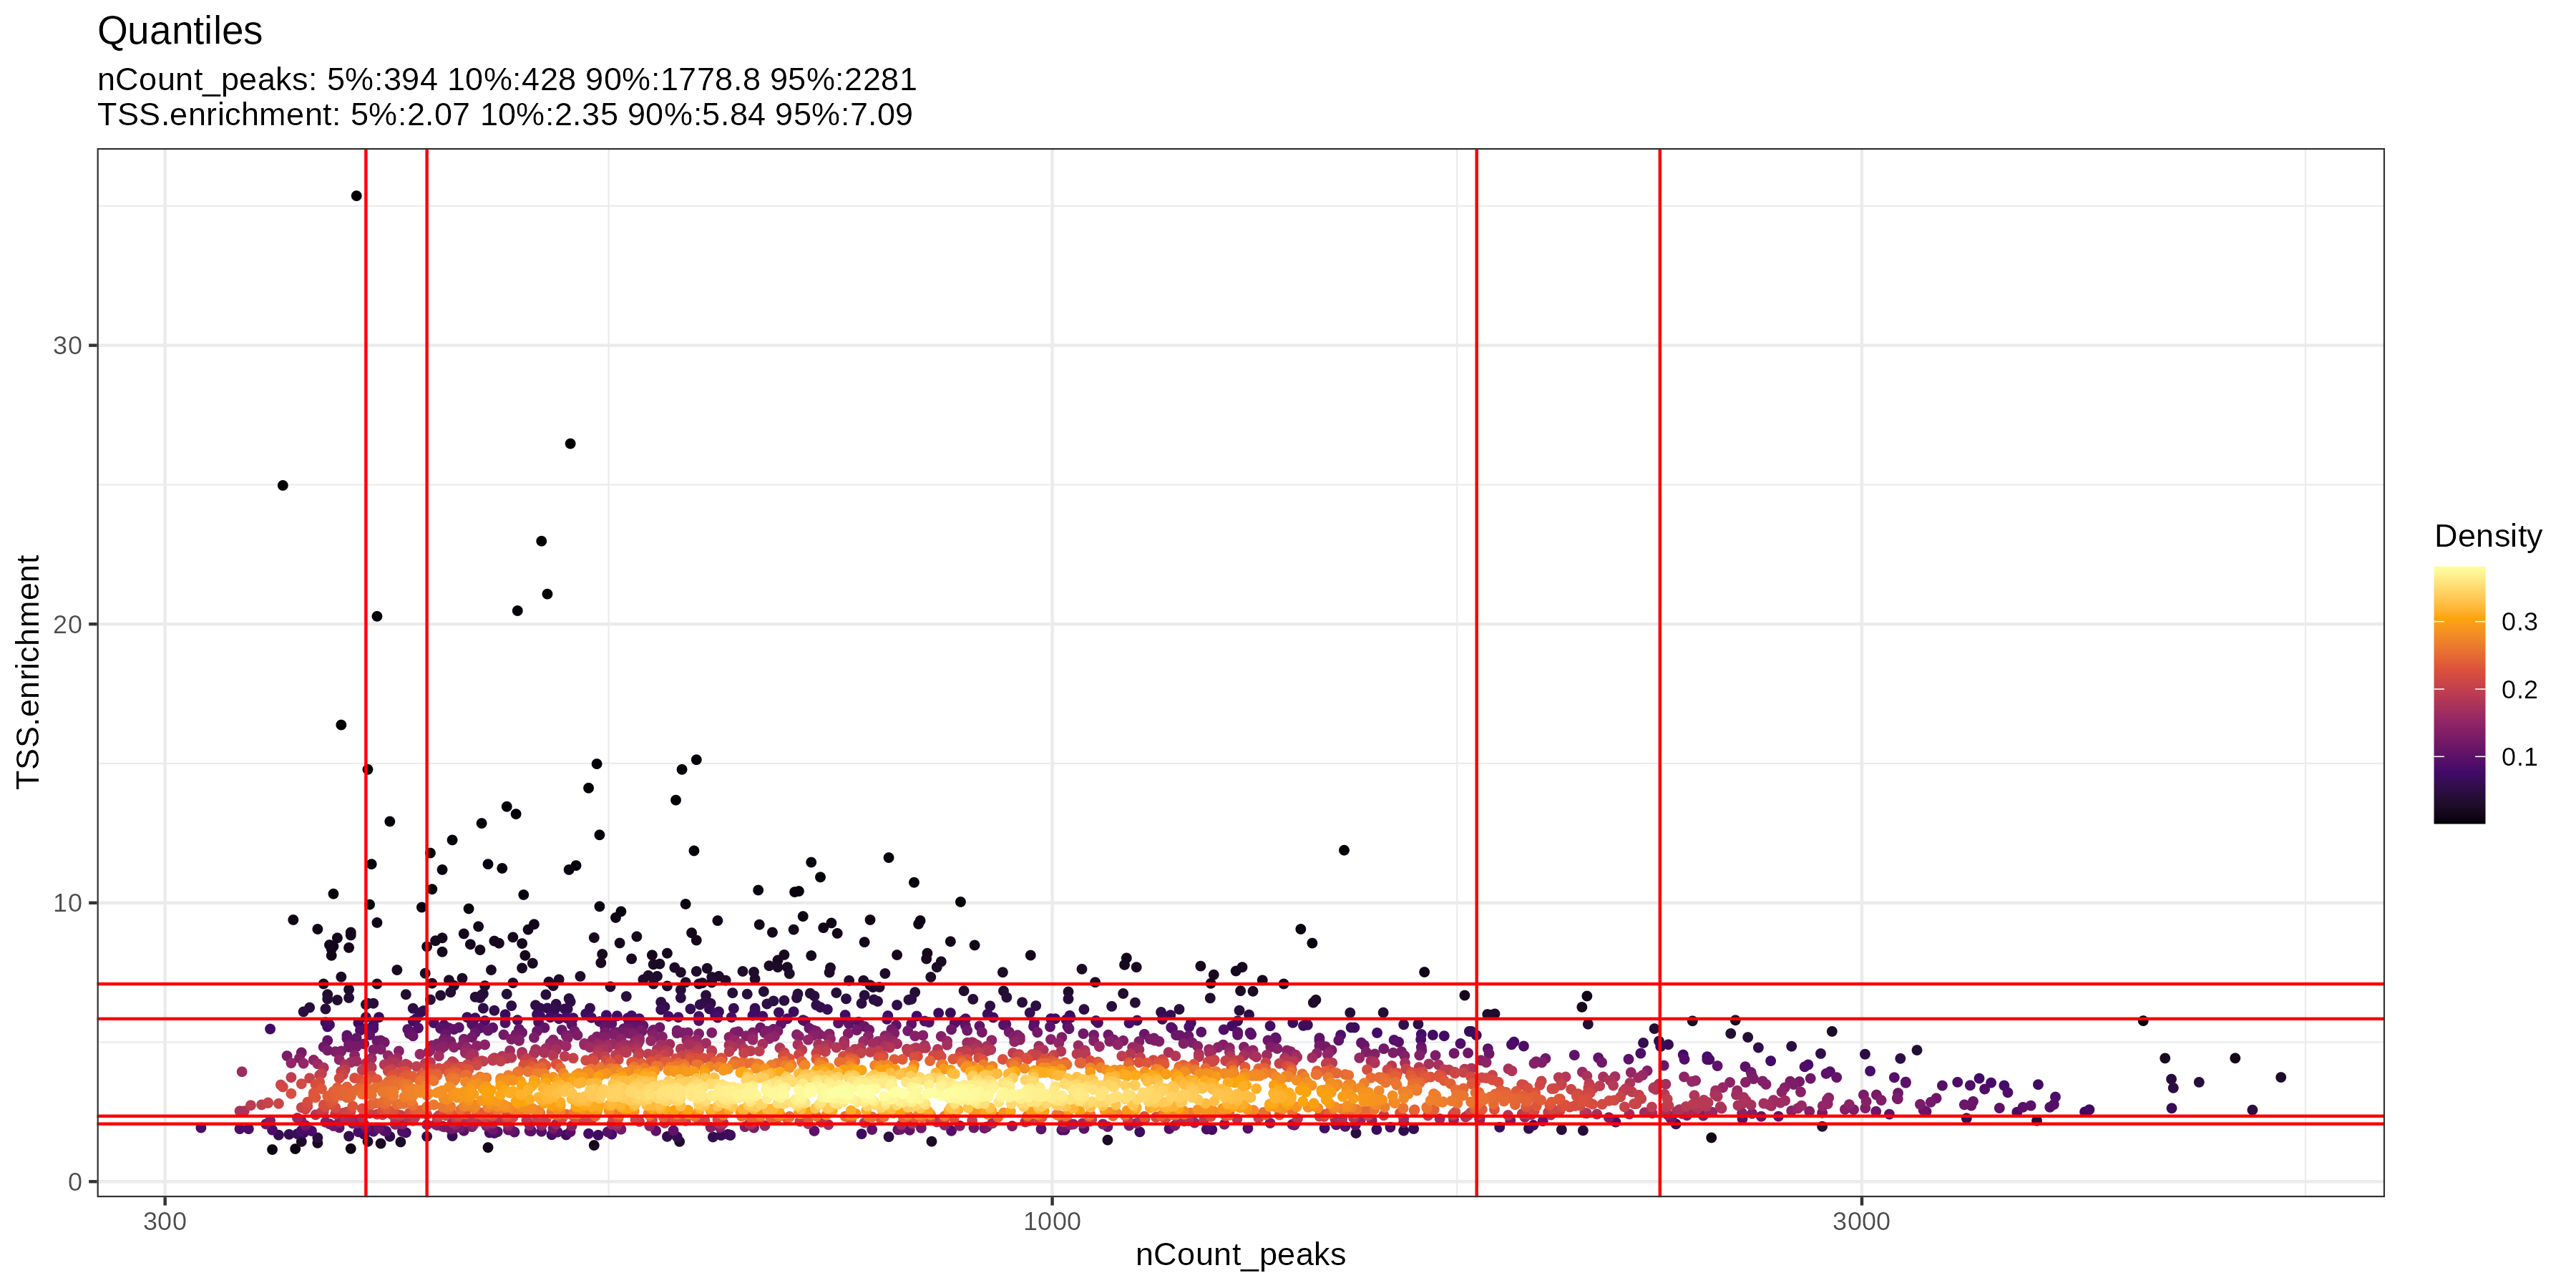 Quantiles
nCount_peaks: 5%:394 10%:428 90%:1778.8 95%:2281
TSS.enrichment: 5%:2.07 10%:2.35 90%:5.84 95%:7.09
TSS.enrichment
30
20
10
0
300
1000
3000
nCount_peaks
Density
0.3
0.2
0.1